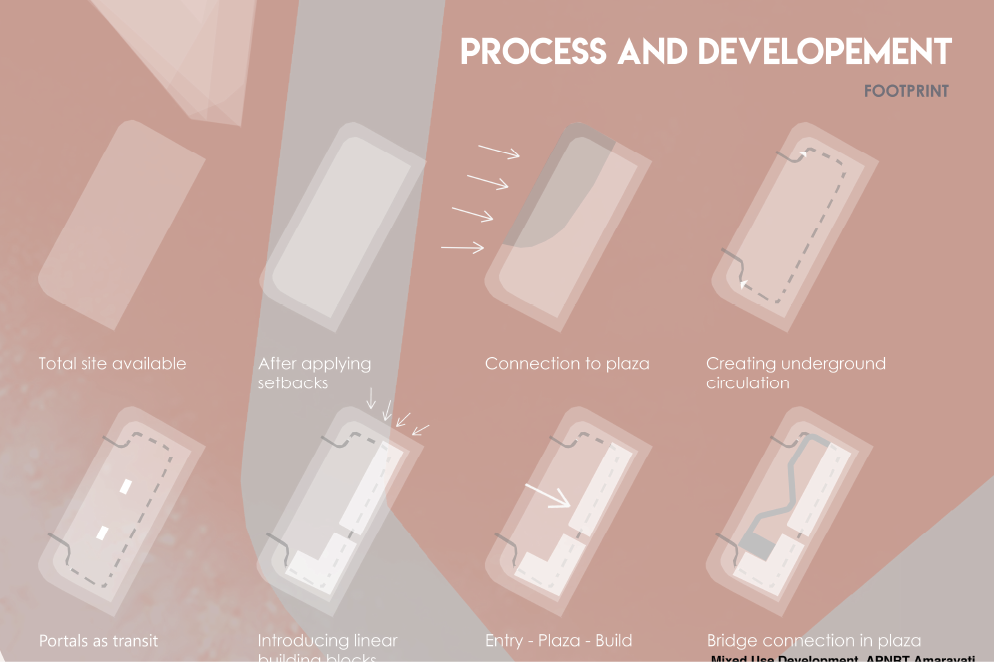 PROCESS AND DEVELOPEMENT
FOOTPRINT
Total site available
After applying
setbacks
Connection to plaza
Creating underground
circulation
Portals as transit
Introducing linear
building blocks
Entry - Plaza - Build
Bridge connection in plaza
Mixed Use Development, APNRT Amaravati